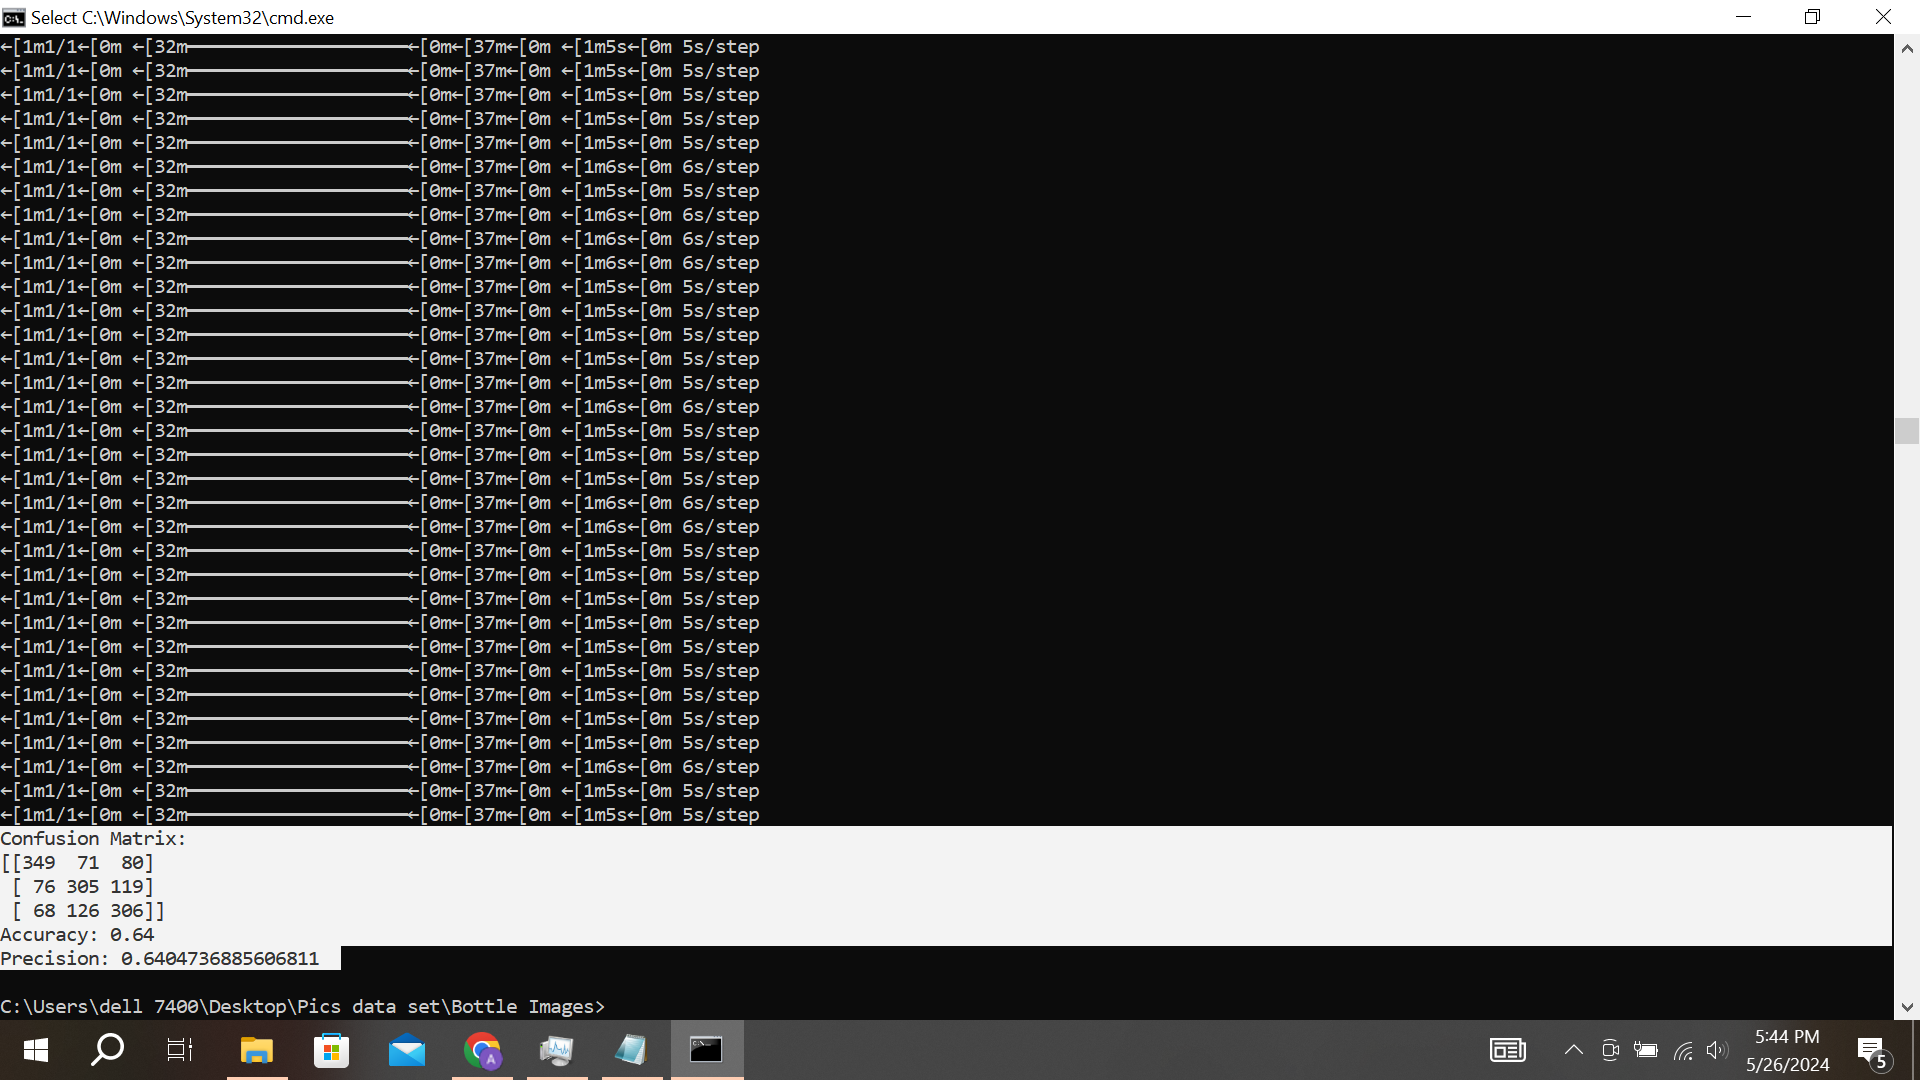 Select C:\Windows\System32\cmd.exe
←[1m1/1←[0m ←[32m━━━━━━━━━━━━━━━━━━━━←[0m←[37m←[0m ←[1m5s←[0m 5s/step
←[1m1/1←[0m ←[32m━━━━━━━━━━━━━━━━━━━━←[0m←[37m←[0m ←[1m5s←[0m 5s/step
←[1m1/1←[0m ←[32m━━━━━━━━━━━━━━━━━━━━←[0m←[37m←[0m ←[1m5s←[0m 5s/step
←[1m1/1←[0m ←[32m━━━━━━━━━━━━━━━━━━━━←[0m←[37m←[0m ←[1m5s←[0m 5s/step
←[1m1/1←[0m ←[32m━━━━━━━━━━━━━━━━━━━━←[0m←[37m←[0m ←[1m5s←[0m 5s/step
←[1m1/1←[0m ←[32m━━━━━━━━━━━━━━━━━━━━←[0m←[37m←[0m ←[1m6s←[0m 6s/step
←[1m1/1←[0m ←[32m━━━━━━━━━━━━━━━━━━━━←[0m←[37m←[0m ←[1m5s←[0m 5s/step
←[1m1/1←[0m ←[32m━━━━━━━━━━━━━━━━━━━━←[0m←[37m←[0m ←[1m6s←[0m 6s/step
←[1m1/1←[0m ←[32m━━━━━━━━━━━━━━━━━━━━←[0m←[37m←[0m ←[1m6s←[0m 6s/step
←[1m1/1←[0m ←[32m━━━━━━━━━━━━━━━━━━━━←[0m←[37m←[0m ←[1m6s←[0m 6s/step
←[1m1/1←[0m ←[32m━━━━━━━━━━━━━━━━━━━━←[0m←[37m←[0m ←[1m5s←[0m 5s/step
←[1m1/1←[0m ←[32m━━━━━━━━━━━━━━━━━━━━←[0m←[37m←[0m ←[1m5s←[0m 5s/step
←[1m1/1←[0m ←[32m━━━━━━━━━━━━━━━━━━━━←[0m←[37m←[0m ←[1m5s←[0m 5s/step
←[1m1/1←[0m ←[32m━━━━━━━━━━━━━━━━━━━━←[0m←[37m←[0m ←[1m5s←[0m 5s/step
←[1m1/1←[0m ←[32m━━━━━━━━━━━━━━━━━━━━←[0m←[37m←[0m ←[1m5s←[0m 5s/step
←[1m1/1←[0m ←[32m━━━━━━━━━━━━━━━━━━━━←[0m←[37m←[0m ←[1m6s←[0m 6s/step
←[1m1/1←[0m ←[32m━━━━━━━━━━━━━━━━━━━━←[0m←[37m←[0m ←[1m5s←[0m 5s/step
←[1m1/1←[0m ←[32m━━━━━━━━━━━━━━━━━━━━←[0m←[37m←[0m ←[1m5s←[0m 5s/step
←[1m1/1←[0m ←[32m━━━━━━━━━━━━━━━━━━━━←[0m←[37m←[0m ←[1m5s←[0m 5s/step
←[1m1/1←[0m ←[32m━━━━━━━━━━━━━━━━━━━━←[0m←[37m←[0m ←[1m6s←[0m 6s/step
←[1m1/1←[0m ←[32m━━━━━━━━━━━━━━━━━━━━←[0m←[37m←[0m ←[1m6s←[0m 6s/step
←[1m1/1←[0m ←[32m━━━━━━━━━━━━━━━━━━━━←[0m←[37m←[0m ←[1m5s←[0m 5s/step
←[1m1/1←[0m ←[32m━━━━━━━━━━━━━━━━━━━━←[0m←[37m←[0m ←[1m5s←[0m 5s/step
←[1m1/1←[0m ←[32m━━━━━━━━━━━━━━━━━━━━←[0m←[37m←[0m ←[1m5s←[0m 5s/step
←[1m1/1←[0m ←[32m━━━━━━━━━━━━━━━━━━━━←[0m←[37m←[0m ←[1m5s←[0m 5s/step
←[1m1/1←[0m ←[32m━━━━━━━━━━━━━━━━━━━━←[0m←[37m←[0m ←[1m5s←[0m 5s/step
←[1m1/1←[0m ←[32m━━━━━━━━━━━━━━━━━━━━←[0m←[37m←[0m ←[1m5s←[0m 5s/step
←[1m1/1←[0m ←[32m━━━━━━━━━━━━━━━━━━━━←[0m←[37m←[0m ←[1m5s←[0m 5s/step
←[1m1/1←[0m ←[32m━━━━━━━━━━━━━━━━━━━━←[0m←[37m←[0m ←[1m5s←[0m 5s/step
←[1m1/1←[0m ←[32m━━━━━━━━━━━━━━━━━━━━←[0m←[37m←[0m ←[1m5s←[0m 5s/step
←[1m1/1←[0m ←[32m━━━━━━━━━━━━━━━━━━━━←[0m←[37m←[0m ←[1m6s←[0m 6s/step
←[1m1/1←[0m ←[32m━━━━━━━━━━━━━━━━━━━━←[0m←[37m←[0m ←[1m5s←[0m 5s/step
←[1m1/1←[0m ←[32m━━━━━━━━━━━━━━━━━━━━←[0m←[37m←[0m ←[1m5s←[0m 5s/step
Confusion Matrix:
[[349  71  80]
 [ 76 305 119]
 [ 68 126 306]]
Accuracy: 0.64
Precision: 0.6404736885606811
C:\Users\dell 7400\Desktop\Pics data set\Bottle Images>
A
5:44 PM
5/26/2024
5